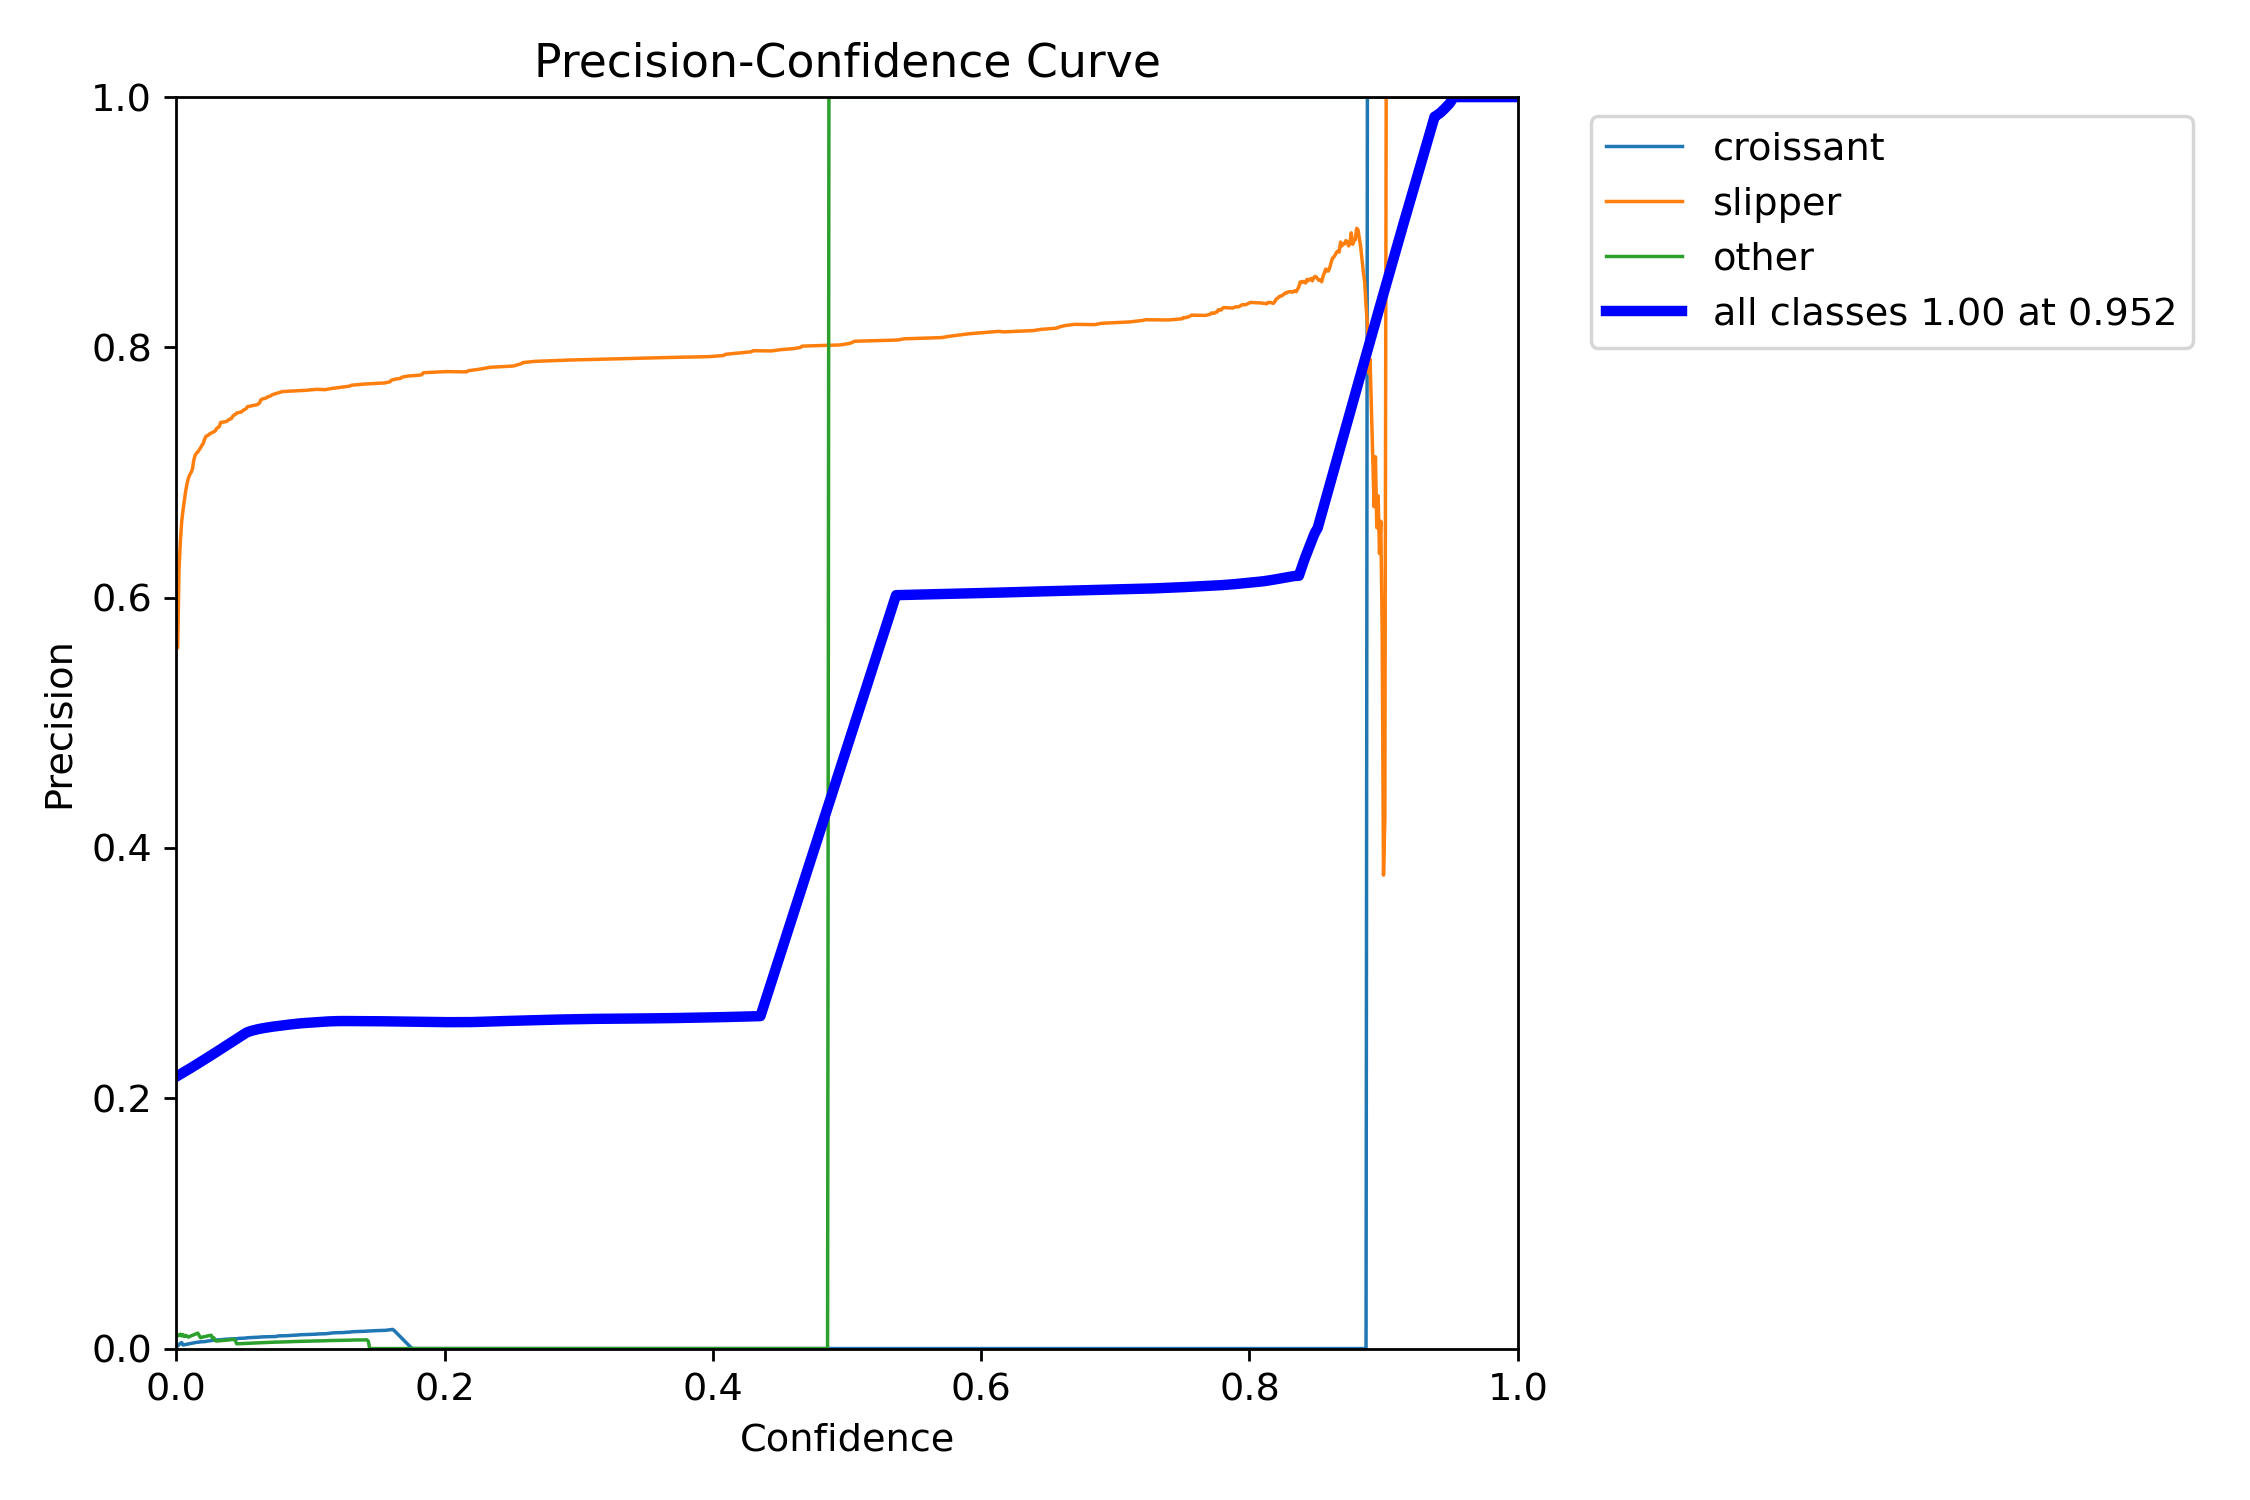 Precision-Confidence Curve
1.0
0.8
0.6
0.4
0.2
0.0
Precision
0.0 0.2 0.4 0.6 0.8 1.0
Confidence
croissant
slipper
other
all classes 1.00 at 0.952